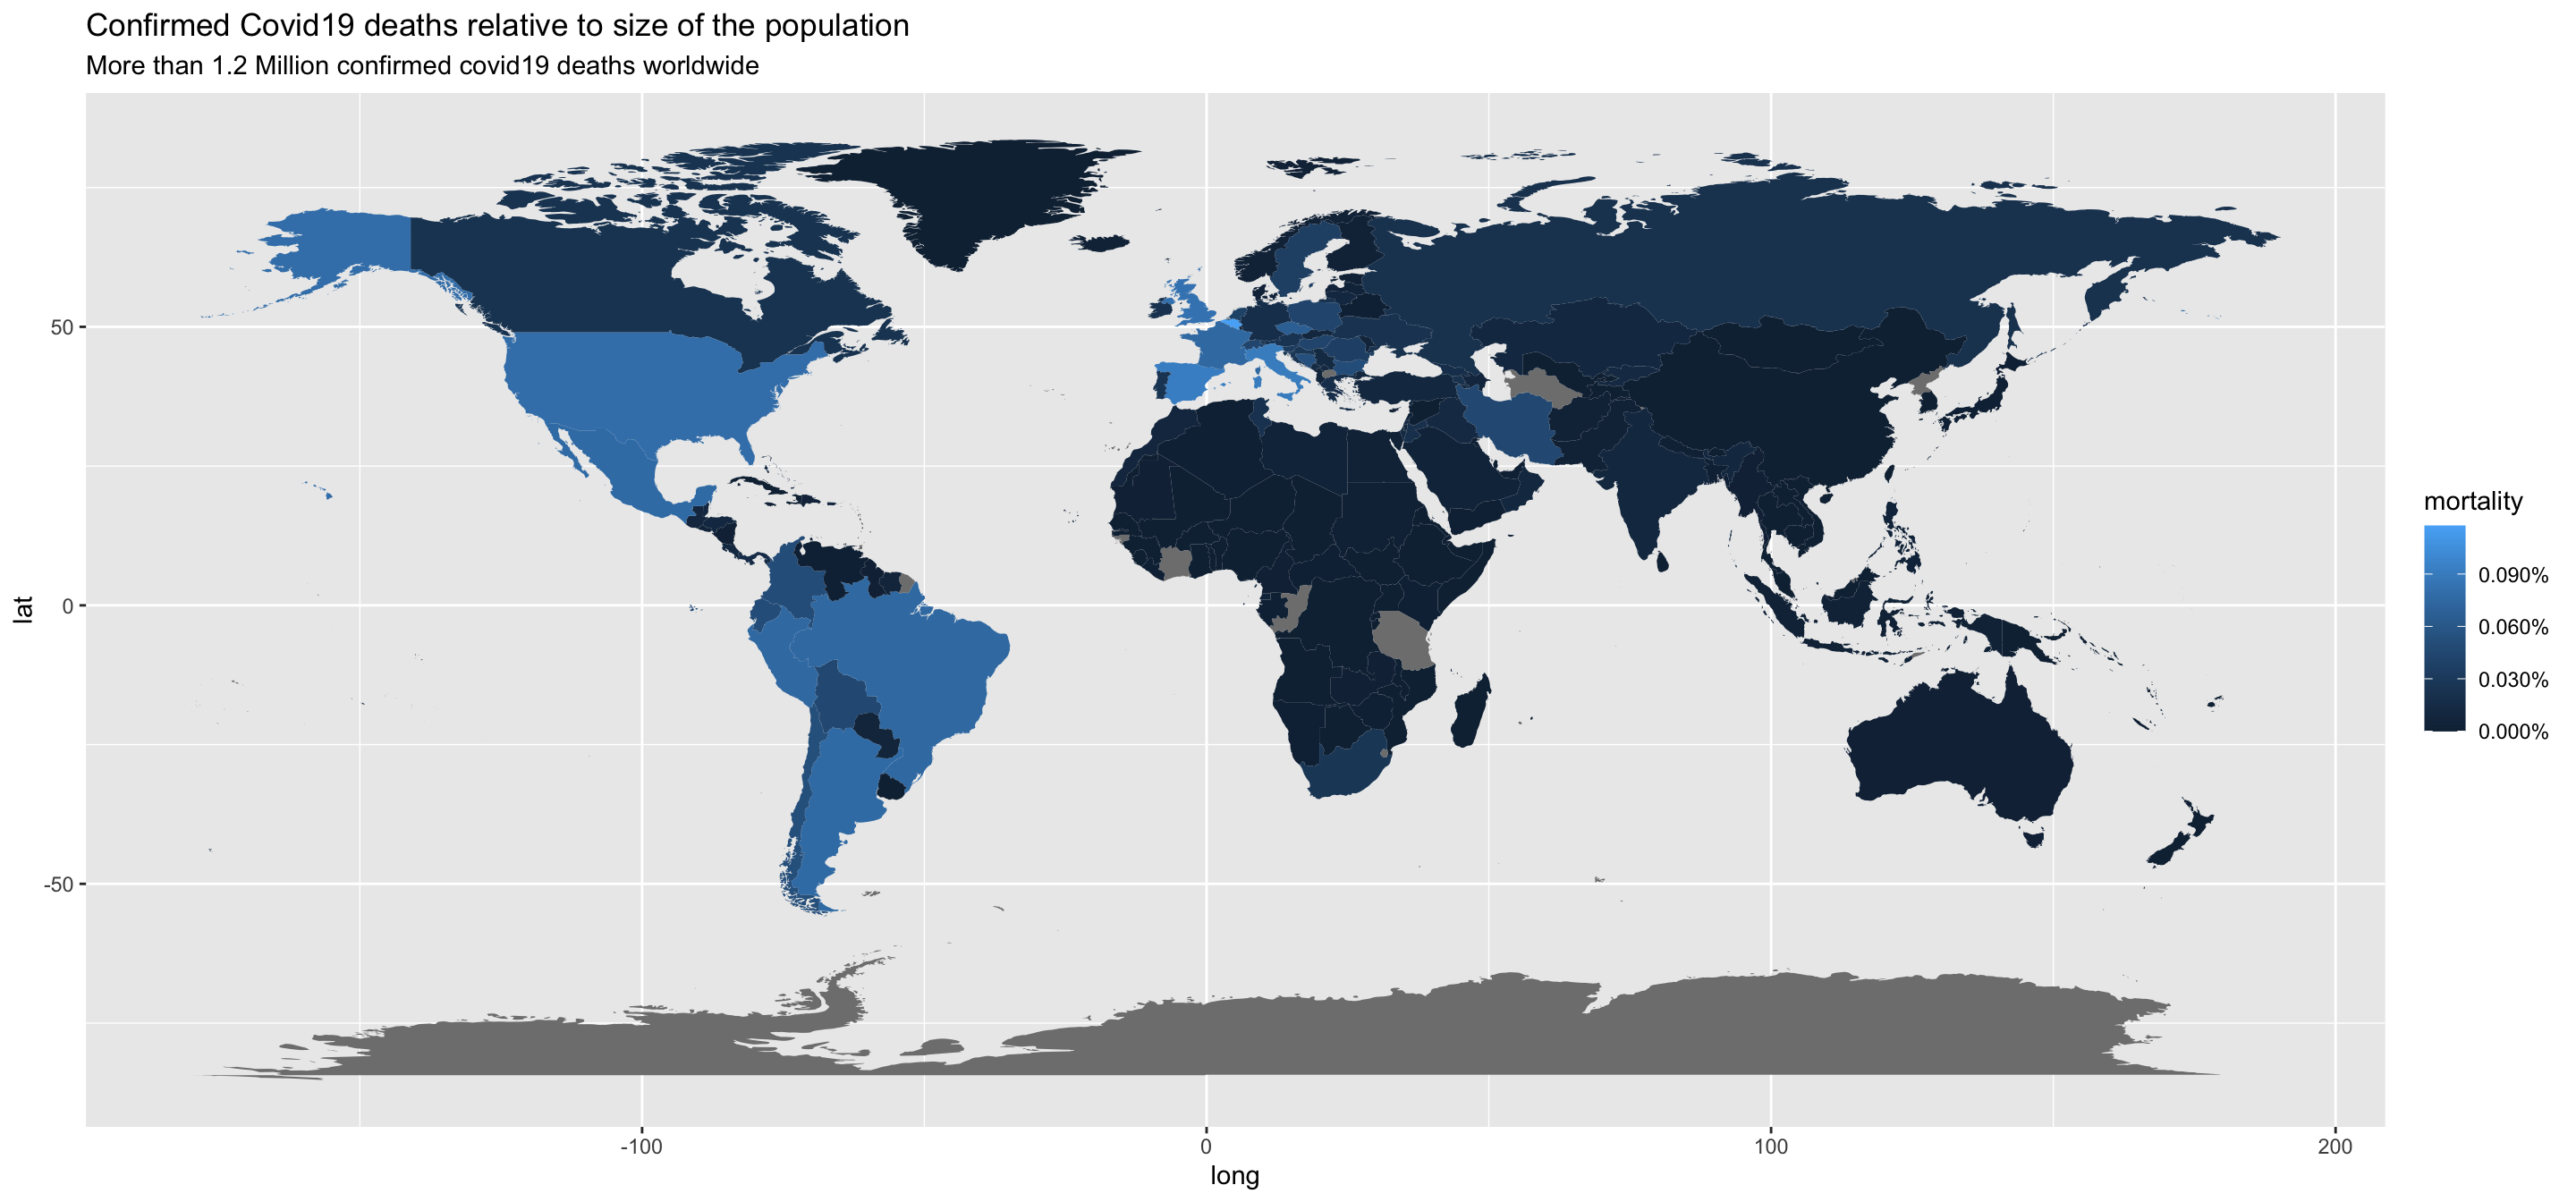 Confirmed Covid19 deaths relative to size of the population
More than 1.2 Million confirmed covid19 deaths worldwide
lat
50
0
-50
-100
0
100
200
long
mortality
0.090%
0.060%
0.030%
0.000%